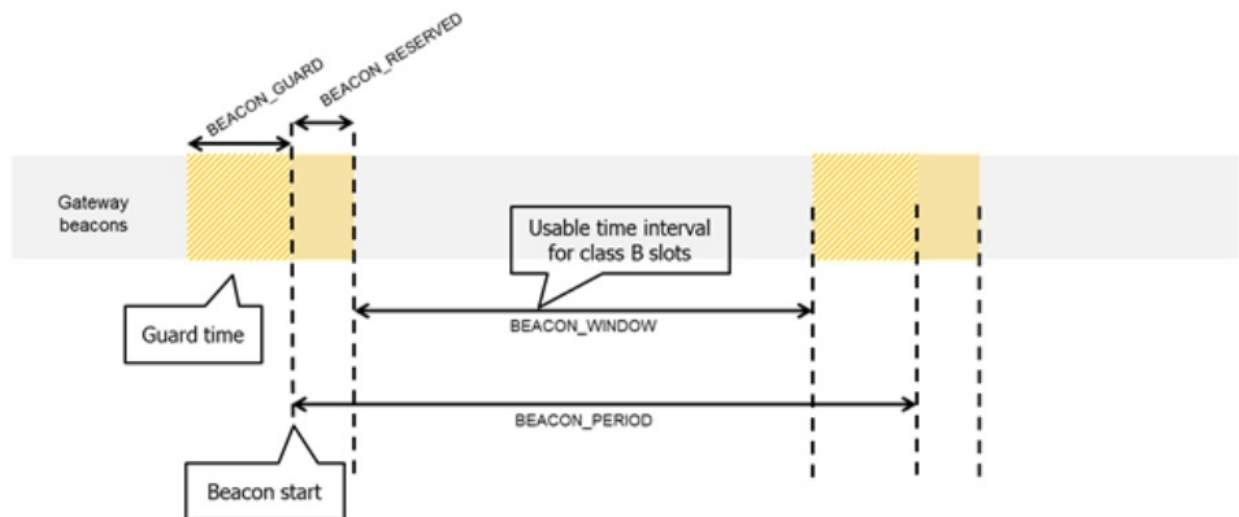 BEACON_GUARD
BEACON_RESERVED
Gateway
beacons
Usable time interval
for class B slots
Guard time
BEACON_WINDOW
BEACON_PERIOD
Beacon start